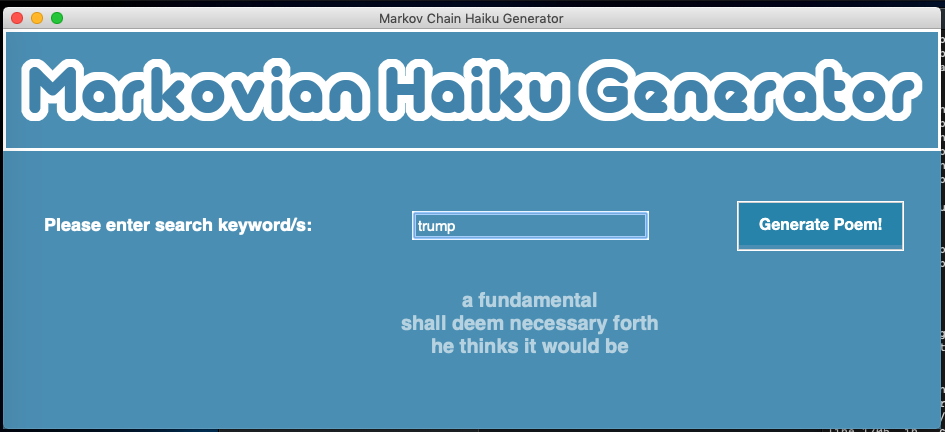 Markov Chain Haiku Generator
Markovian Haiku Generator
Please enter search keyword/s:
trump
Generate Poem!
a fundamental
shall deem necessary forth
he thinks it would be